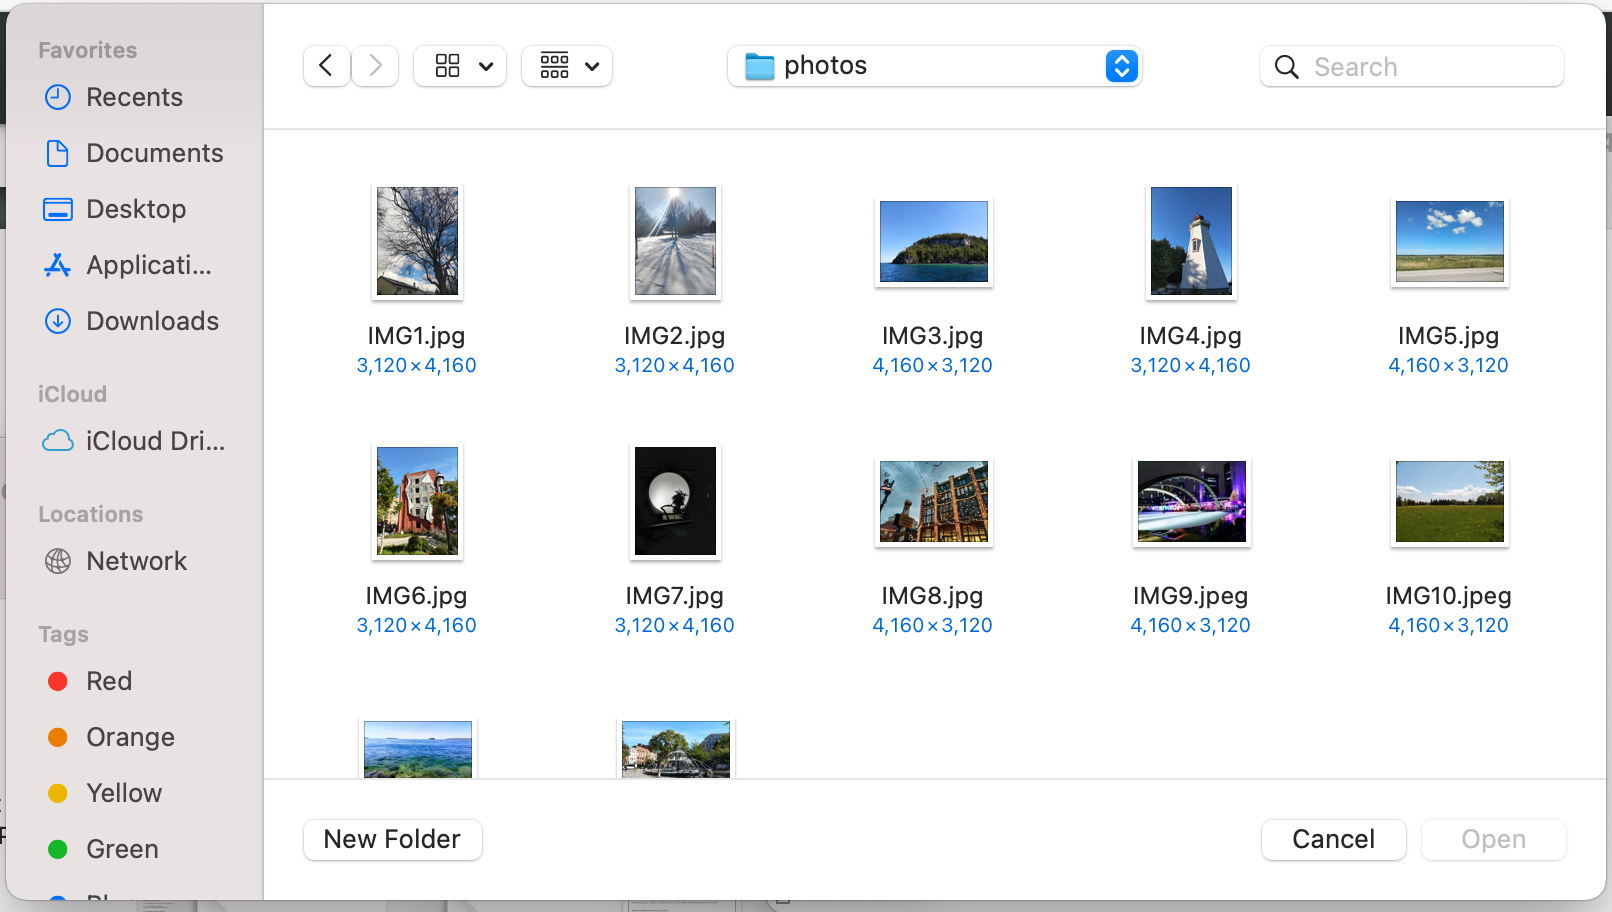 Favorites
Recents
Documents
Desktop
Applicati...
Downloads
iCloud
iCloud Dri...
Locations
Network
Tags
Red
Orange
Yellow
Green
photos
Search
IMG1.jpg
3,120×4,160
IMG2.jpg
3,120×4,160
IMG3.jpg
4,160×3,120
IMG4.jpg
3,120×4,160
IMG5.jpg
4,160×3,120
IMG6.jpg
3,120×4,160
IMG7.jpg
3,120×4,160
IMG8.jpg
4,160×3,120
IMG9.jpeg
4,160×3,120
IMG10.jpeg
4,160×3,120
New Folder
Cancel
Open